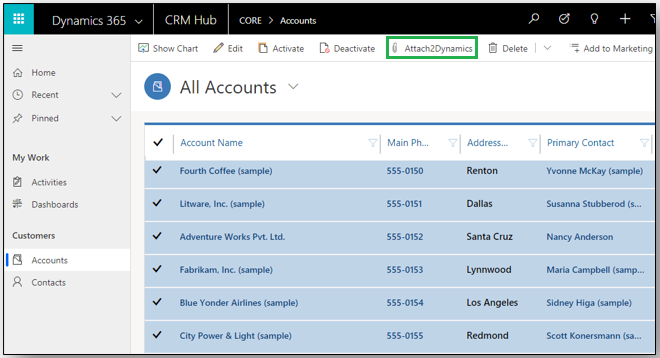 Dynamics 365 CRM Hub CORE > Accounts
Show Chart Edit Activate Deactivate Attach2Dynamics Delete Add to Marketing
Home
Recent
Pinned
My Work
Activities
Dashboards
Customers
Accounts
Contacts
All Accounts
Account Name Main Ph... Address... Primary Contact
Fourth Coffee (sample) 555-0150 Renton Yvonne McKay (sample)
Litware, Inc. (sample) 555-0151 Dallas Susanna Stubberod (s...
Adventure Works Pvt. Ltd. 555-0152 Santa Cruz Nancy Anderson
Fabrikam, Inc. (sample) 555-0153 Lynnwood Maria Campbell (samp...
Blue Yonder Airlines (sample) 555-0154 Los Angeles Sidney Higa (sample)
City Power & Light (sample) 555-0155 Redmond Scott Konersmann (sample)